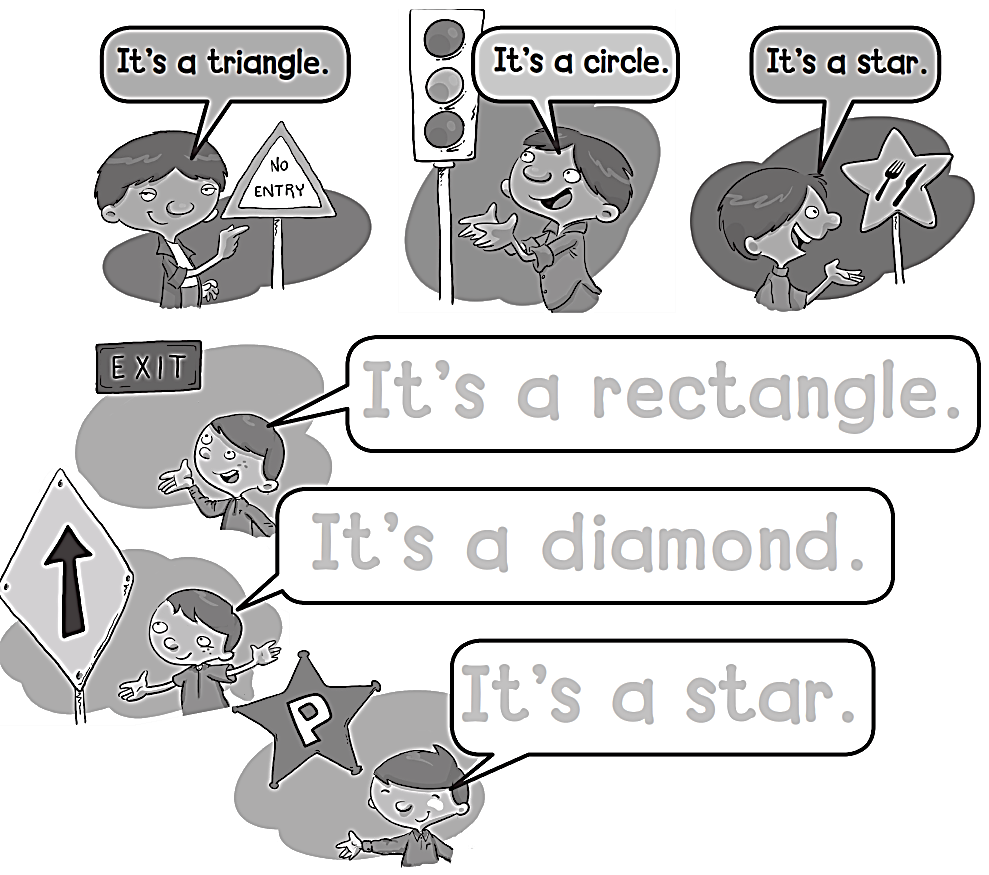 It's a triangle.
It's a circle.
It's a star.
NO
ENTRY
EXIT
It's a rectangle.
It's a diamond.
It's a star.
P